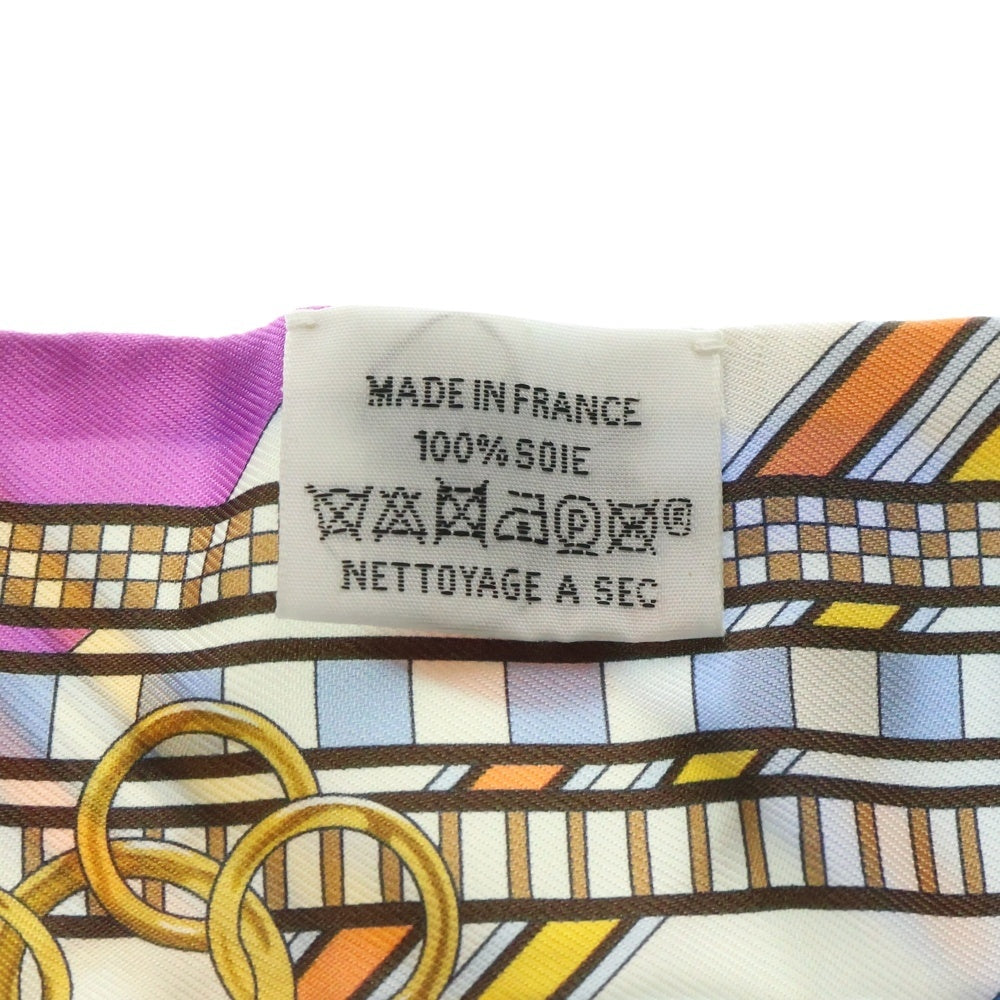 MADE IN FRANCE
100% SOIE
P ®
NETTOYAGE A SEC